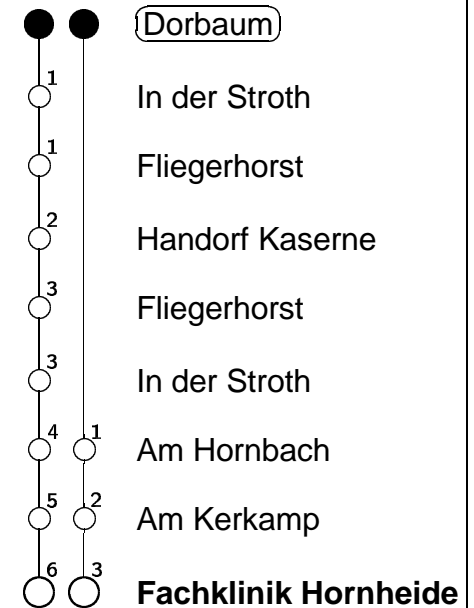 Dorbaum
1 In der Stroth
1 Fliegerhorst
2 Handorf Kaserne
3 Fliegerhorst
3 In der Stroth
4 1 Am Hornbach
5 2 Am Kerkamp
6 3 Fachklinik Hornheide